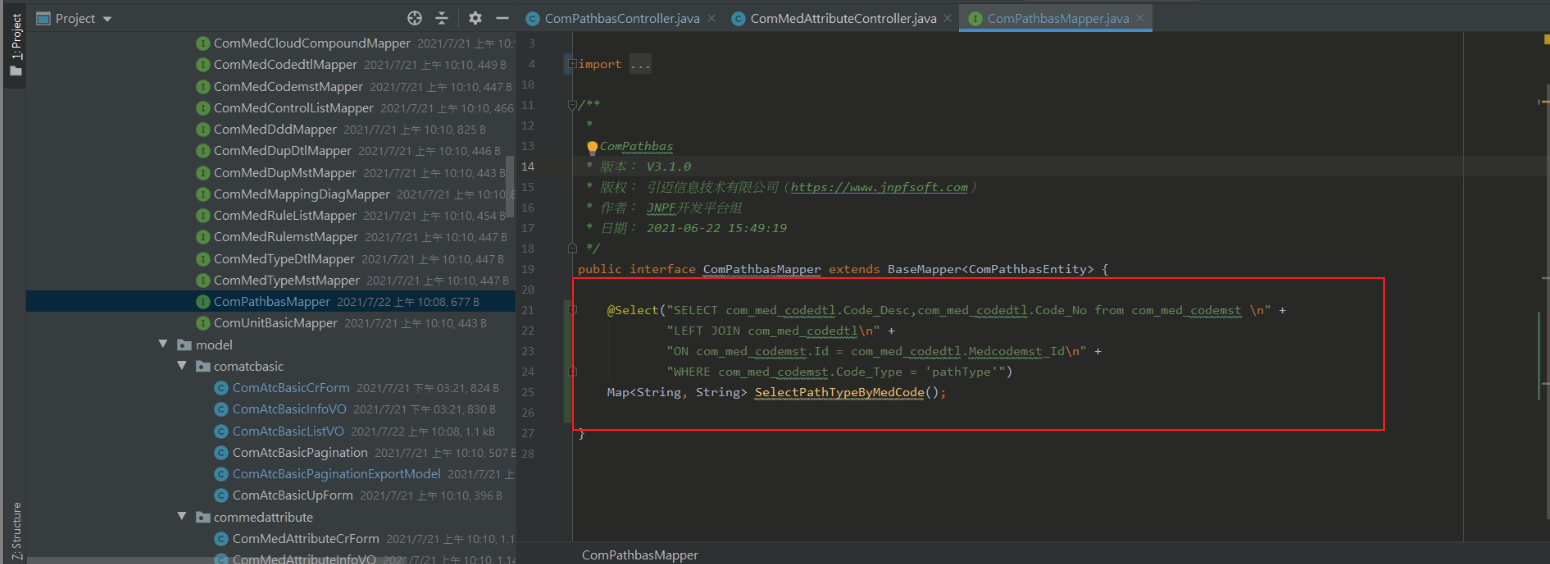 1: Project
Project
ComPathbasController.java
ComMedAttributeController.java
ComPathbasMapper.java
ComMedCloudCompoundMapper 2021/7/21 上午 10:1
ComMedCodedtlMapper 2021/7/21 上午 10:10, 449 B
ComMedCodemstMapper 2021/7/21 上午 10:10, 447 B
ComMedControlListMapper 2021/7/21 上午 10:10, 466
ComMedDddMapper 2021/7/21 上午 10:10, 825 B
ComMedDupDtlMapper 2021/7/21 上午 10:10, 446 B
ComMedDupMstMapper 2021/7/21 上午 10:10, 443 B
ComMedMappingDiagMapper 2021/7/21 上午 10:10,
ComMedRuleListMapper 2021/7/21 上午 10:10, 454 B
ComMedRulemstMapper 2021/7/21 上午 10:10, 447 B
ComMedTypeDtlMapper 2021/7/21 上午 10:10, 447 B
ComMedTypeMstMapper 2021/7/21 上午 10:10, 447 B
ComPathbasMapper 2021/7/22 上午 10:08, 677 B
ComUnitBasicMapper 2021/7/21 上午 10:10, 443 B
model
comatcbasic
ComAtcBasicCrForm 2021/7/21 下午 03:21, 824 B
ComAtcBasicInfoVO 2021/7/21 下午 03:21, 830 B
ComAtcBasicListVO 2021/7/22 上午 10:08, 1.1 kB
ComAtcBasicPagination 2021/7/21 上午 10:10, 507 B
ComAtcBasicPaginationExportModel 2021/7/21 上
ComAtcBasicUpForm 2021/7/21 上午 10:10, 396 B
commedattribute
ComMedAttributeCrForm 2021/7/21 上午 10:10, 1.1
ComMedAttributeInfoVO 2021/7/21 上午 10:10, 1.14
Z: Structure
3
4 import ...
10
11 /**
12 *
13 ComPathbas
14 * 版本： V3.1.0
15 * 版权： 引迈信息技术有限公司（https://www.jnpfsoft.com）
16 * 作者： JNPF开发平台组
17 * 日期： 2021-06-22 15:49:19
18 */
19 public interface ComPathbasMapper extends BaseMapper<ComPathbasEntity> {
20
21 @Select("SELECT com_med_codedtl.Code_Desc,com_med_codedtl.Code_No from com_med_codemst \n" +
22 "LEFT JOIN com_med_codedtl\n" +
23 "ON com_med_codemst.Id = com_med_codedtl.Medcodemst_Id\n" +
24 "WHERE com_med_codemst.Code_Type = 'pathType'")
25 Map<String, String> SelectPathTypeByMedCode();
26
27 }
28
ComPathbasMapper